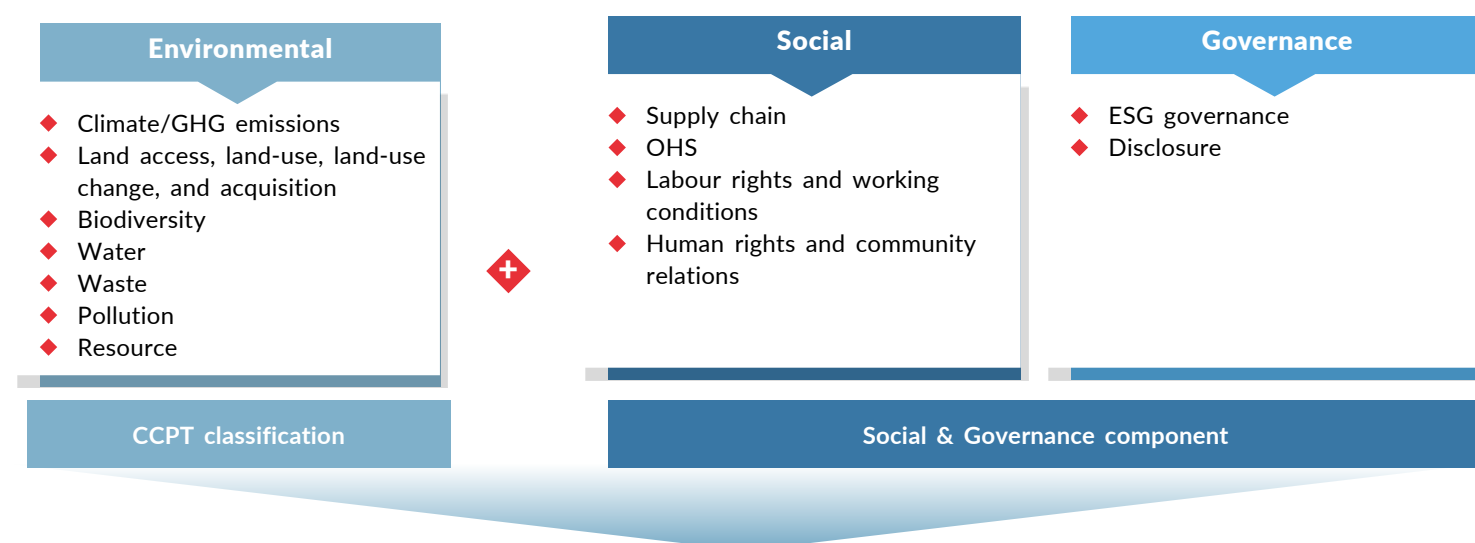 Environmental
Climate/GHG emissions
Land access, land-use, land-use
change, and acquisition
Biodiversity
Water
Waste
Pollution
Resource
CCPT classification
+
Social
Supply chain
OHS
Labour rights and working
conditions
Human rights and community
relations
Governance
ESG governance
Disclosure
Social & Governance component